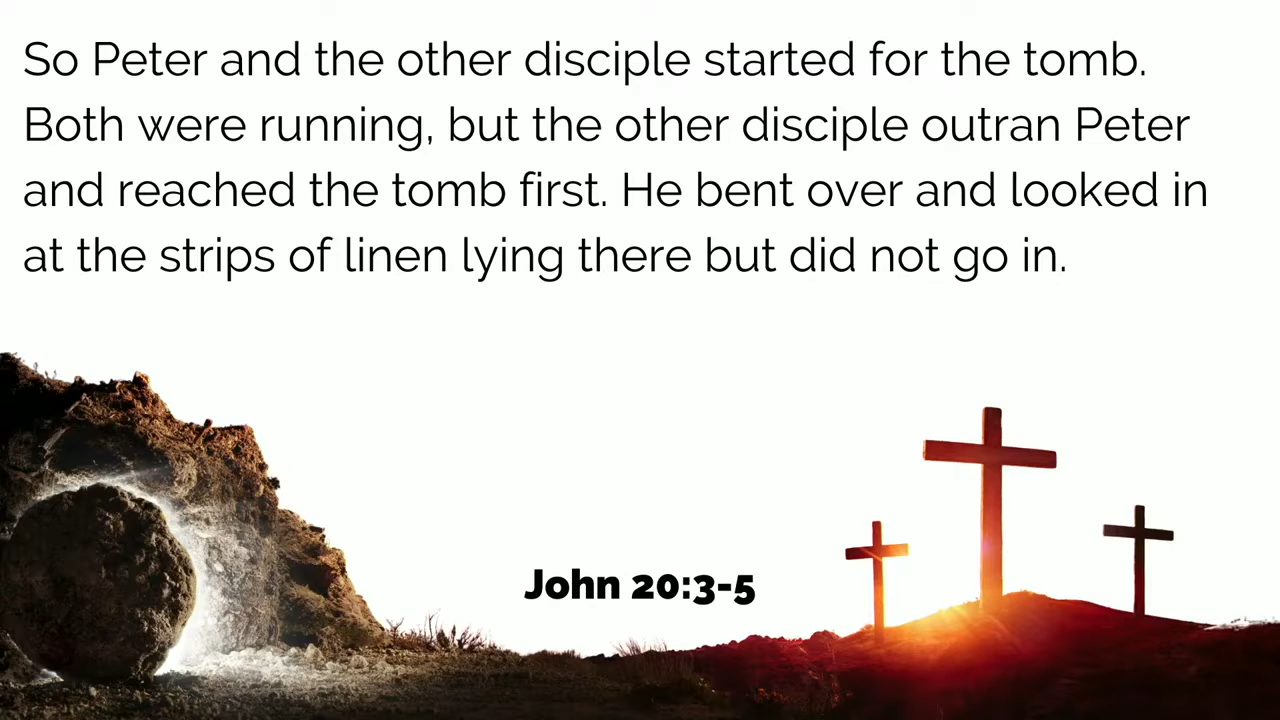 So Peter and the other disciple started for the tomb.
Both were running, but the other disciple outran Peter
and reached the tomb first. He bent over and looked in
at the strips of linen lying there but did not go in.
John 20:3-5